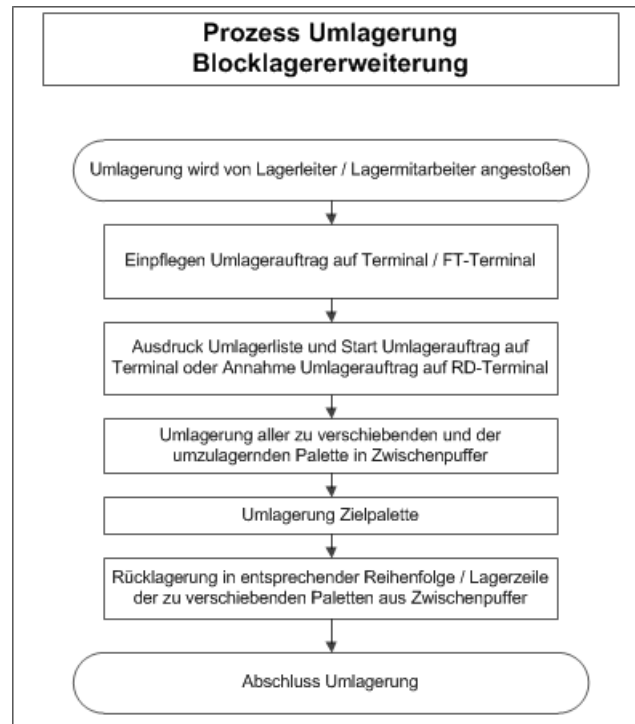 Prozess Umlagerung
Blocklagererweiterung
Umlagerung wird von Lagerleiter / Lagermitarbeiter angestoßen
Einpflegen Umlagerauftrag auf Terminal / FT-Terminal
Ausdruck Umlagerliste und Start Umlagerauftrag auf
Terminal oder Annahme Umlagerauftrag auf RD-Terminal
Umlagerung aller zu verschiebenden und der
umzulagernden Palette in Zwischenpuffer
Umlagerung Zielpalette
Rücklagerung in entsprechender Reihenfolge / Lagerzeile
der zu verschiebenden Paletten aus Zwischenpuffer
Abschluss Umlagerung